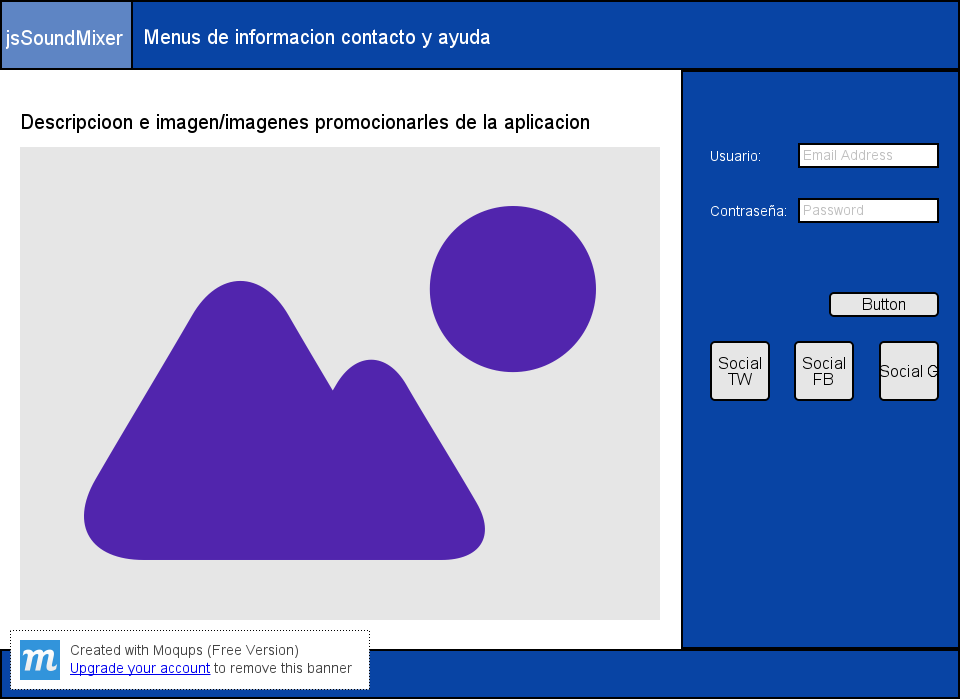 jsSoundMixer
Menus de informacion contacto y ayuda
Descripcioon e imagen/imagenes promocionarles de la aplicacion
Usuario:
Email Address
Contraseña:
Password
Button
Social
TW
Social
FB
Social G
m
Created with Moqups (Free Version)
Upgrade your account to remove this banner